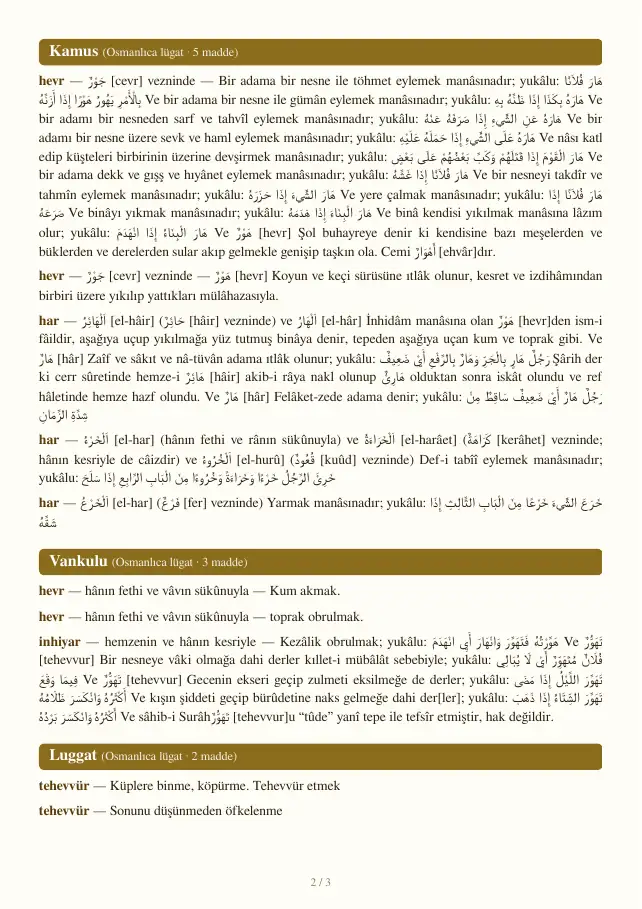 Kamus (Osmanlıca lügat · 5 madde)
hevr — جَوْرٌ [cevr] vezninde — Bir adama bir nesne ile töhmet eylemek manâsınadır; yukâlu: هَارَ فُلَانًا
بِالْأَمْرِ يَهُورُ هَوْرًا إِذَا أَزَنَّهُ Ve bir adama bir nesne ile gümân eylemek manâsınadır; yukâlu: هَارَهُ بِكَذَا إِذَا ظَنَّهُ بِهِ Ve
bir adamı bir nesneden sarf ve tahvîl eylemek manâsınadır; yukâlu: هَارَهُ عَنِ الشَّيْءِ إِذَا صَرَفَهُ عَنْهُ Ve bir
adamı bir nesne üzere sevk ve haml eylemek manâsınadır; yukâlu: هَارَهُ عَلَى الشَّيْءِ إِذَا حَمَلَهُ عَلَيْهِ Ve nâsı katl
edip küşteleri birbirinin üzerine devşirmek manâsınadır; yukâlu: هَارَ الْقَوْمَ إِذَا قَتَلَهُمْ وَكَبَّ بَعْضَهُمْ عَلَى بَعْضٍ Ve
bir adama dekk ve gışş ve hıyânet eylemek manâsınadır; yukâlu: هَارَ فُلَانًا إِذَا غَشَّهُ Ve bir nesneyi takdîr ve
tahmîn eylemek manâsınadır; yukâlu: هَارَ الشَّيْءَ إِذَا حَزَرَهُ Ve yere çalmak manâsınadır; yukâlu: هَارَ فُلَانًا إِذَا
صَرَعَهُ Ve binâyı yıkmak manâsınadır; yukâlu: هَارَ الْبِنَاءَ إِذَا هَدَمَهُ Ve binâ kendisi yıkılmak manâsına lâzım
olur; yukâlu: هَارَ الْبِنَاءُ إِذَا انْهَدَمَ Ve هَوْرٌ [hevr] Şol buhayreye denir ki kendisine bazı meşelerden ve
büklerden ve derelerden sular akıp gelmekle genişip taşkın ola. Cemi أَهْوَارٌ [ehvâr]dır.
hevr — جَوْرٌ [cevr] vezninde — هَوْرٌ [hevr] Koyun ve keçi sürüsüne ıtlâk olunur, kesret ve izdihâmından
birbiri üzere yıkılıp yattıkları mülâhazasıyla.
har — اَلْهَائِرُ [el-hâir] (حَائِرٌ [hâir] vezninde) ve اَلْهَارُ [el-hâr] İnhidâm manâsına olan هَوْرٌ [hevr]den ism-i
fâildir, aşağıya uçup yıkılmağa yüz tutmuş binâya denir, tepeden aşağıya uçan kum ve toprak gibi. Ve
هَارٌ [hâr] Zaîf ve sâkıt ve nâ-tüvân adama ıtlâk olunur; yukâlu: رَجُلٌ هَارٍ بِالْجَرِّ وَهَارٌ بِالرَّفْعِ أَيْ ضَعِيفٌ Şârih der
ki cerr sûretinde hemze-i هَائِرٌ [hâir] akib-i râya nakl olunup هَارِئٌ olduktan sonra iskât olundu ve ref
hâletinde hemze hazf olundu. Ve هَارٌ [hâr] Felâket-zede adama denir; yukâlu: رَجُلٌ هَارٌ أَيْ ضَعِيفٌ سَاقِطٌ مِنْ
شِدَّةِ الزَّمَانِ
har — اَلْخَرْءُ [el-har] (hânın fethi ve rânın sükûnuyla) ve اَلْخَرَاءَةُ [el-harâet] (كَرَاهَةٌ [kerâhet] vezninde;
hânın kesriyle de câizdir) ve اَلْخُرُوءُ [el-hurû] (قُعُودٌ [kuûd] vezninde) Def-i tabîî eylemek manâsınadır;
yukâlu: خَرِئَ الرَّجُلُ خَرْءًا وَخَرَاءَةً وَخُرُوءًا مِنَ الْبَابِ الرَّابِعِ إِذَا سَلَحَ
har — اَلْخَرْعُ [el-har] (فَرْعٌ [fer] vezninde) Yarmak manâsınadır; yukâlu: خَرَعَ الشَّيْءَ خَرْعًا مِنَ الْبَابِ الثَّالِثِ إِذَا
شَقَّهُ
Vankulu (Osmanlıca lügat · 3 madde)
hevr — hânın fethi ve vâvın sükûnuyla — Kum akmak.
hevr — hânın fethi ve vâvın sükûnuyla — toprak obrulmak.
inhiyar — hemzenin ve hânın kesriyle — Kezâlik obrulmak; yukâlu: هَوَّرْتُهُ فَتَهَوَّرَ وَانْهَارَ أَيِ انْهَدَمَ Ve تَهَوُّرٌ
[tehevvur] Bir nesneye vâki olmağa dahi derler kıllet-i mübâlât sebebiyle; yukâlu: فُلَانٌ مُتَهَوِّرٌ أَيْ لَا يُبَالِي
فِيمَا وَقَعَ Ve تَهَوُّرٌ [tehevvur] Gecenin ekseri geçip zulmeti eksilmeğe de derler; yukâlu: تَهَوَّرَ اللَّيْلُ إِذَا مَضَى
أَكْثَرُهُ وَانْكَسَرَ ظَلَامُهُ Ve kışın şiddeti geçip bürûdetine naks gelmeğe dahi der[ler]; yukâlu: تَهَوَّرَ الشِّتَاءُ إِذَا ذَهَبَ
أَكْثَرُهُ وَانْكَسَرَ بَرْدُهُ Ve sâhib-i Surâh تَهَوُّرٌ [tehevvur]u “tûde” yanî tepe ile tefsîr etmiştir, hak değildir.
Luggat (Osmanlıca lügat · 2 madde)
tehevvür — Küplere binme, köpürme. Tehevvür etmek
tehevvür — Sonunu düşünmeden öfkelenme
2 / 3